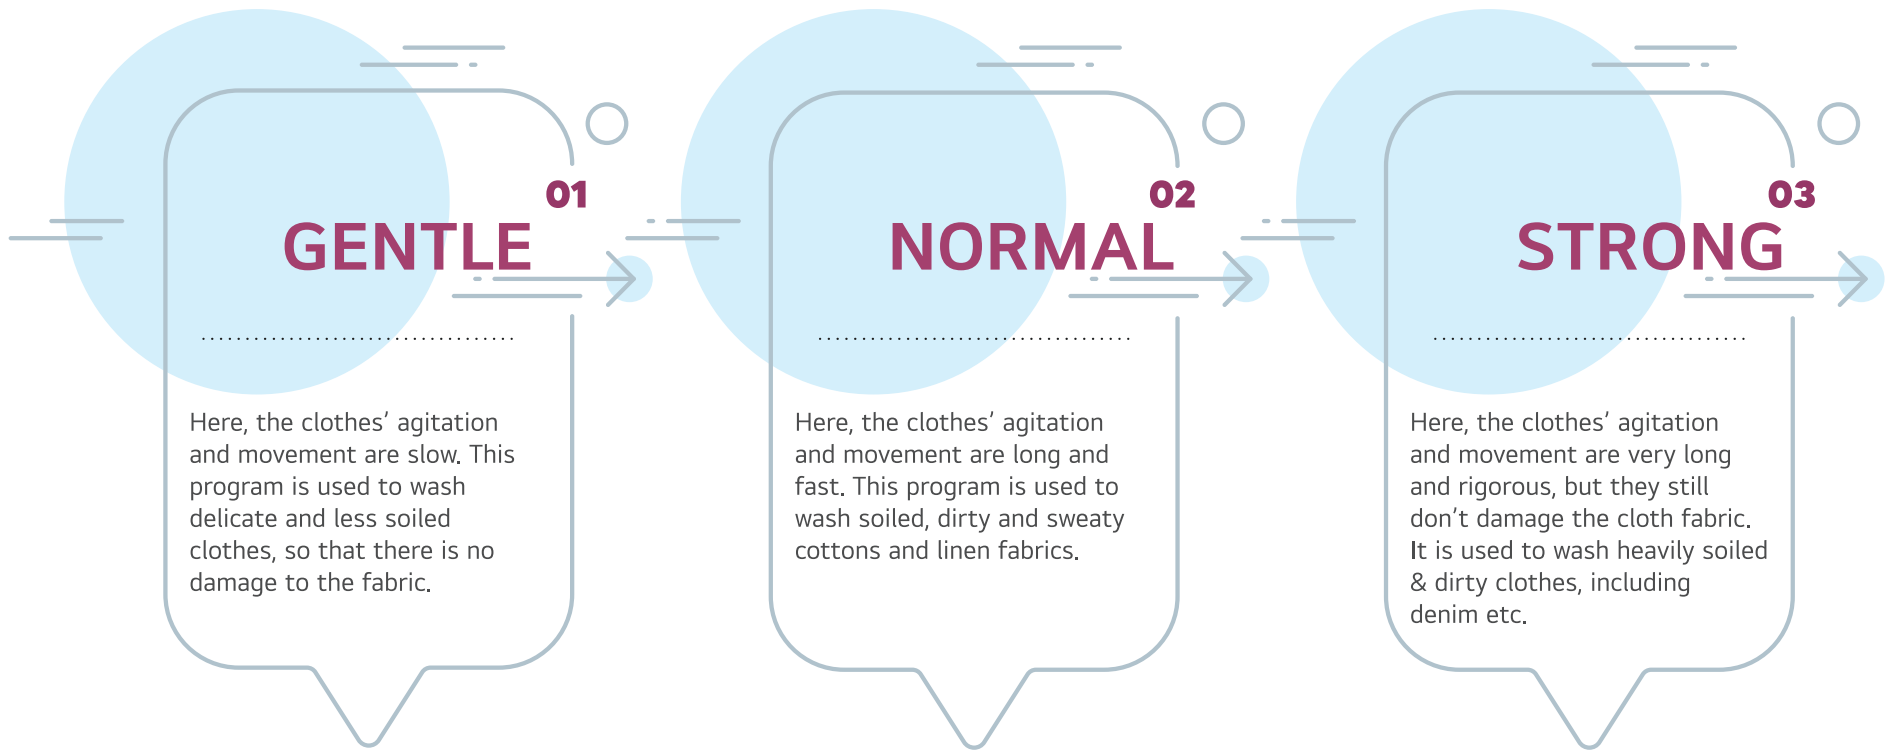 01
GENTLE
Here, the clothes’ agitation
and movement are slow. This
program is used to wash
delicate and less soiled
clothes, so that there is no
damage to the fabric.
02
NORMAL
Here, the clothes’ agitation
and movement are long and
fast. This program is used to
wash soiled, dirty and sweaty
cottons and linen fabrics.
03
STRONG
Here, the clothes’ agitation
and movement are very long
and rigorous, but they still
don’t damage the cloth fabric.
It is used to wash heavily soiled
& dirty clothes, including
denim etc.